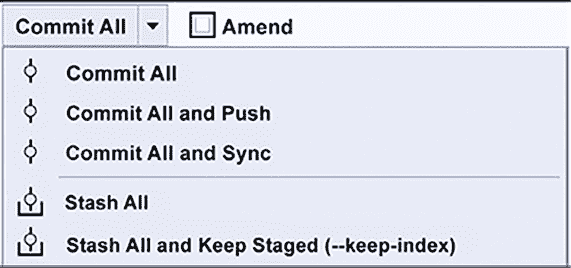 Commit All Amend
Commit All
Commit All and Push
Commit All and Sync
Stash All
Stash All and Keep Staged (--keep-index)